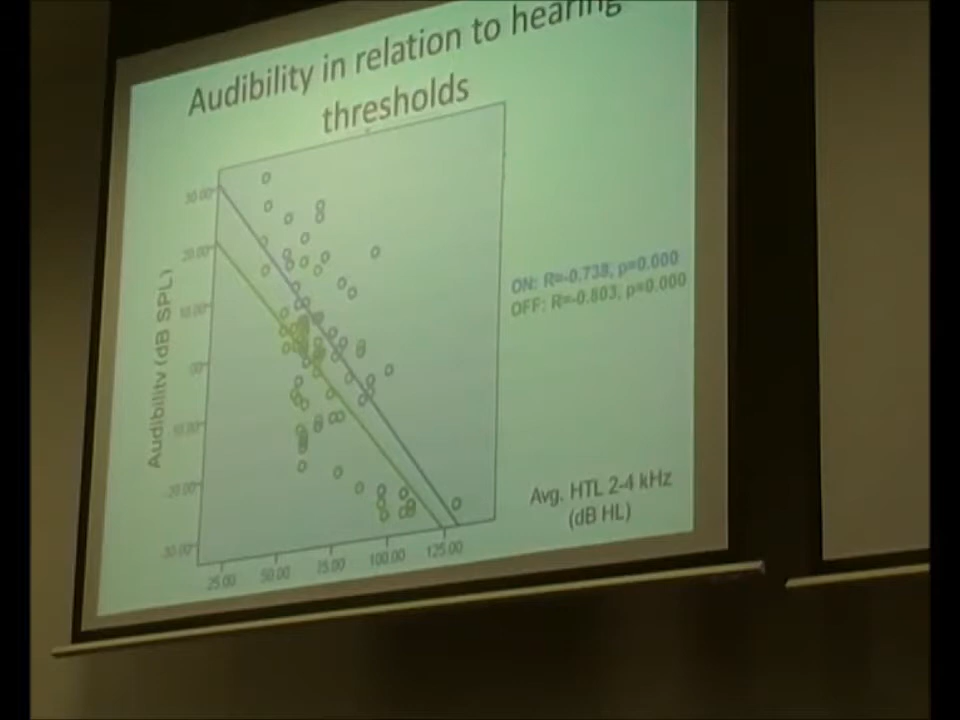 Audibility in relation to hearing
thresholds
30.00
20.00
10.00
.00
-20.00
-30.00
Audibility (dB SPL)
ON: R=-0.738, p=0.000
OFF: R=-0.803, p=0.000
Avg. HTL 2-4 kHz
(dB HL)
25.00 50.00 75.00 100.00 125.00